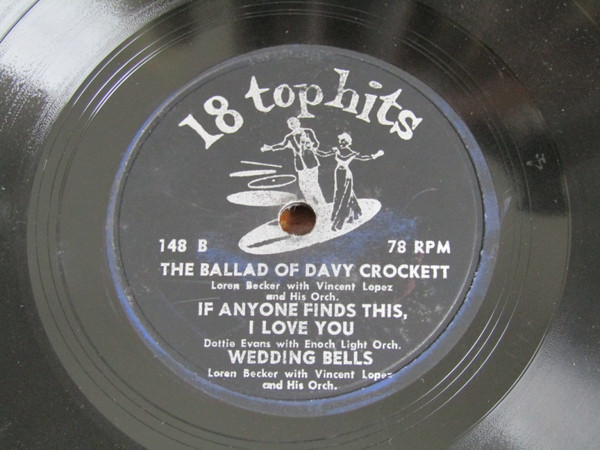 18 top hits
148 B 78 RPM
THE BALLAD OF DAVY CROCKETT
Loren Becker with Vincent Lopez
and His Orch.
IF ANYONE FINDS THIS,
I LOVE YOU
Dottie Evans with Enoch Light Orch.
WEDDING BELLS
Loren Becker with Vincent Lopez
and His Orch.